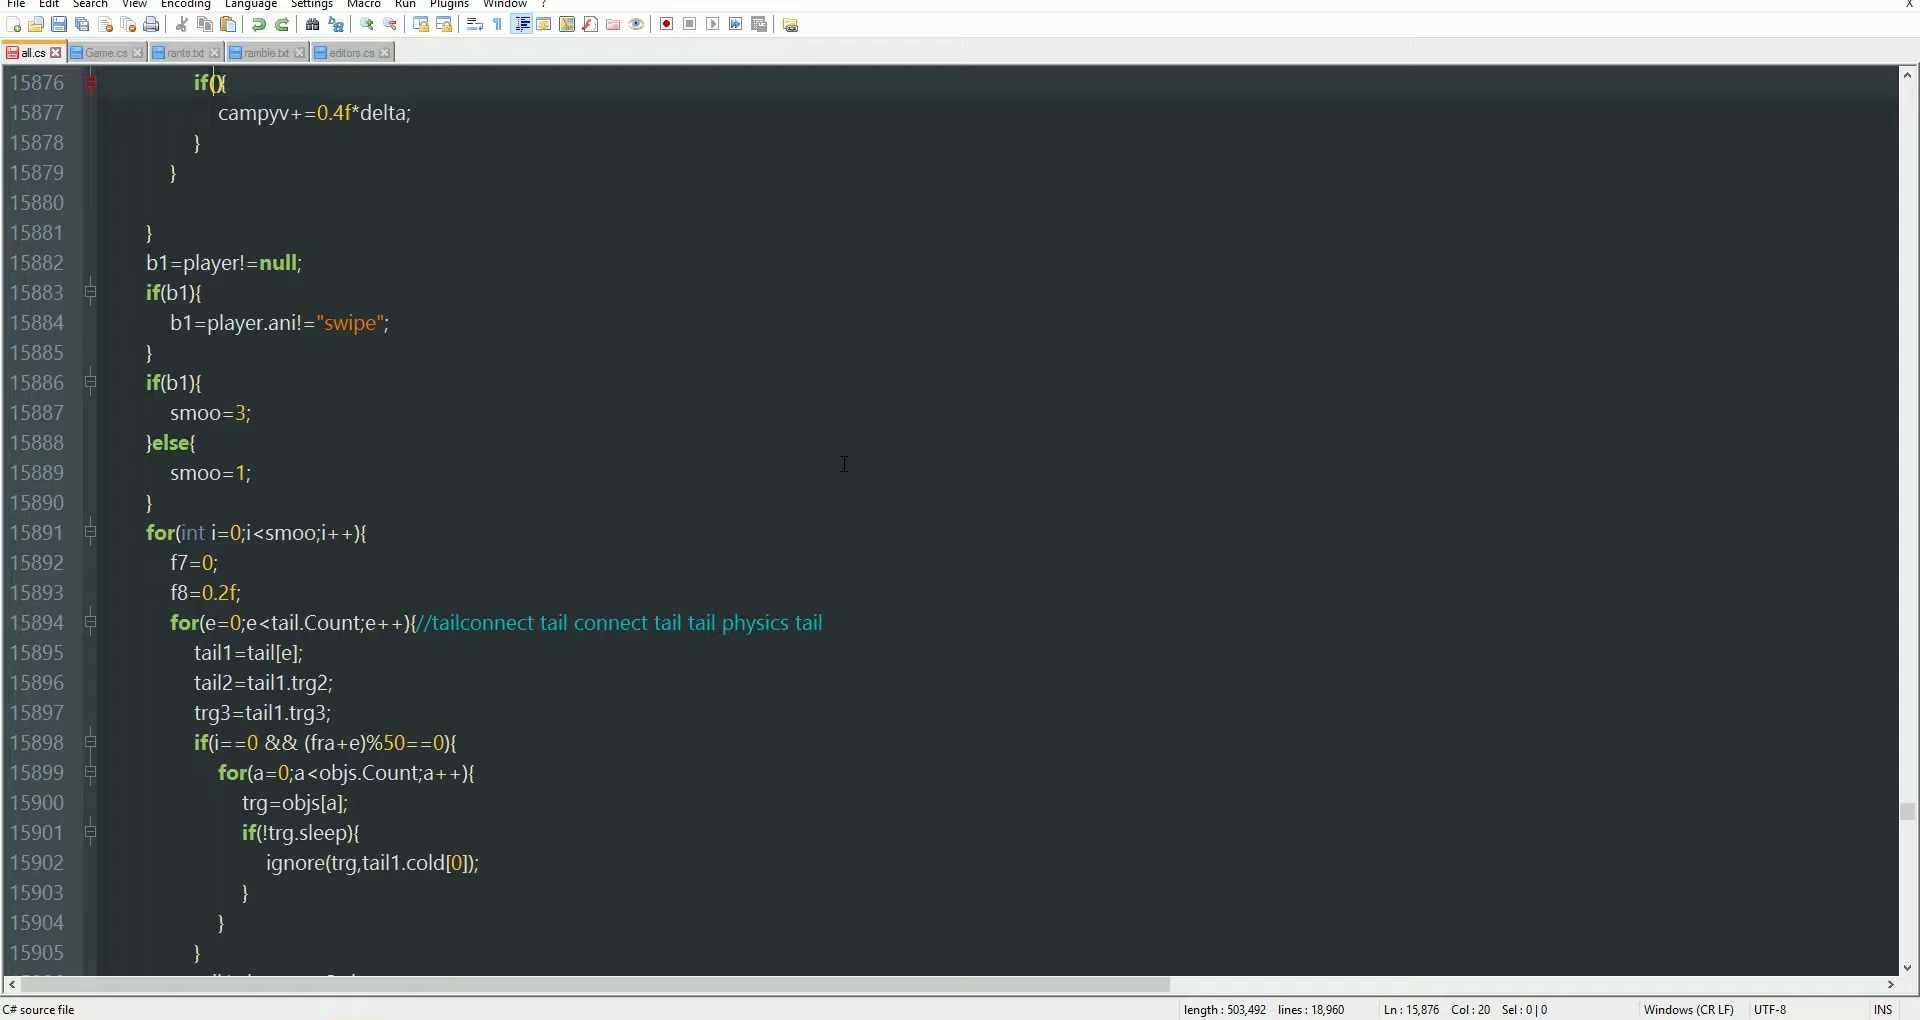 File Edit Search View Encoding Language Settings Macro Run Plugins Window ? X
all.cs Game.cs rants.txt ramble.txt editors.cs
15876 if(){
15877 campyv+=0.4f*delta;
15878 }
15879 }
15880
15881 }
15882 b1=player!=null;
15883 if(b1){
15884 b1=player.ani!="swipe";
15885 }
15886 if(b1){
15887 smoo=3;
15888 }else{
15889 smoo=1;
15890 }
15891 for(int i=0;i<smoo;i++){
15892 f7=0;
15893 f8=0.2f;
15894 for(e=0;e<tail.Count;e++){//tailconnect tail connect tail tail physics tail
15895 tail1=tail[e];
15896 tail2=tail1.trg2;
15897 trg3=tail1.trg3;
15898 if(i==0 && (fra+e)%50==0){
15899 for(a=0;a<objs.Count;a++){
15900 trg=objs[a];
15901 if(!trg.sleep){
15902 ignore(trg,tail1.cold[0]);
15903 }
15904 }
15905 }
C# source file length : 503,492 lines : 18,960 Ln : 15,876 Col : 20 Sel : 0 | 0 Windows (CR LF) UTF-8 INS